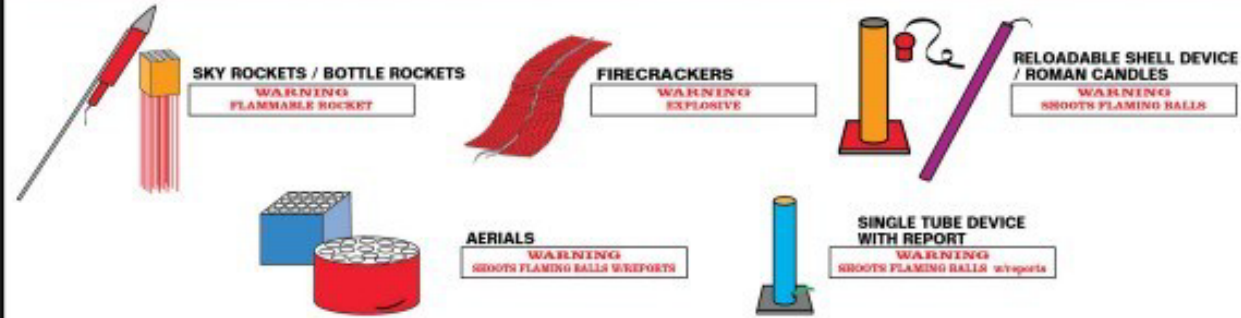 SKY ROCKETS / BOTTLE ROCKETS
WARNING
FLAMMABLE ROCKET
FIRECRACKERS
WARNING
EXPLOSIVE
RELOADABLE SHELL DEVICE
/ ROMAN CANDLES
WARNING
SHOOTS FLAMING BALLS
AERIALS
WARNING
SHOOTS FLAMING BALLS W/REPORTS
SINGLE TUBE DEVICE
WITH REPORT
WARNING
SHOOTS FLAMING BALLS w/reports